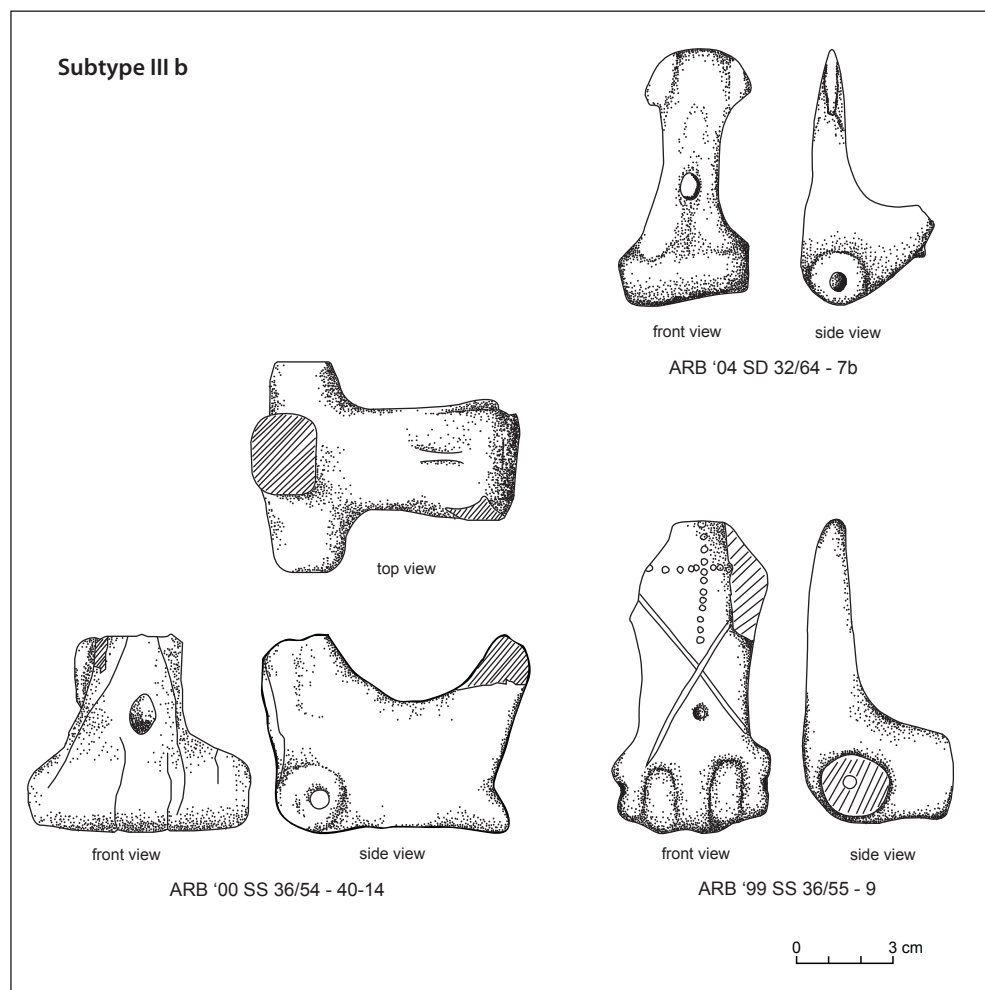 Subtype III b
front view
side view
ARB ‘04 SD 32/64 - 7b
top view
front view
side view
ARB ‘00 SS 36/54 - 40-14
front view
side view
ARB ‘99 SS 36/55 - 9
0 3 cm